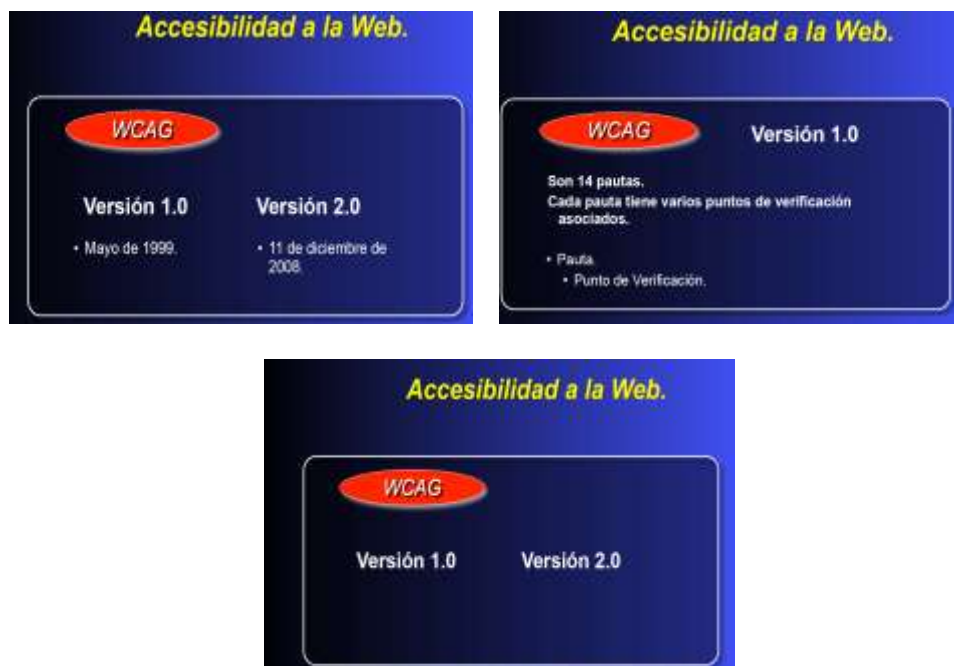 Accesibilidad a la Web.
WCAG
Versión 1.0 Versión 2.0
• Mayo de 1999. • 11 de diciembre de
2008.
Accesibilidad a la Web.
WCAG Versión 1.0
Son 14 pautas.
Cada pauta tiene varios puntos de verificación
asociados.
• Pauta.
• Punto de Verificación.
Accesibilidad a la Web.
WCAG
Versión 1.0 Versión 2.0